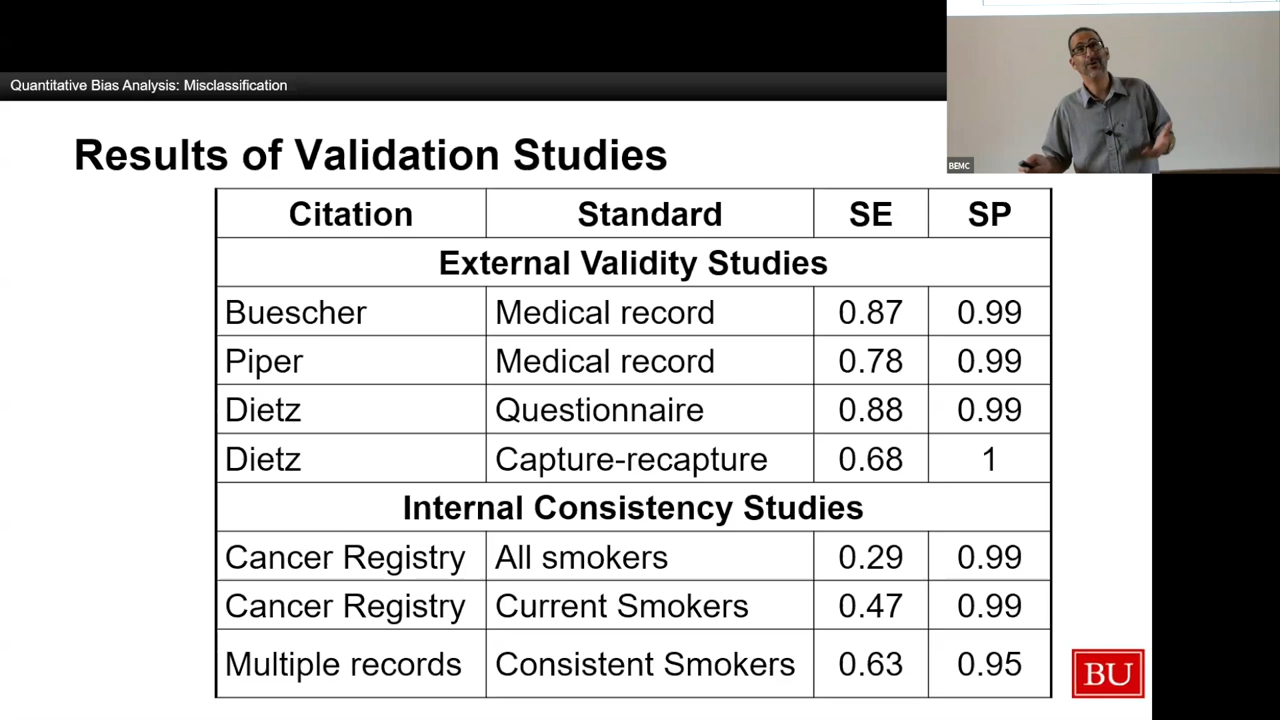 Quantitative Bias Analysis: Misclassification
BEMC
Results of Validation Studies
Citation Standard SE SP
External Validity Studies
Buescher Medical record 0.87 0.99
Piper Medical record 0.78 0.99
Dietz Questionnaire 0.88 0.99
Dietz Capture-recapture 0.68 1
Internal Consistency Studies
Cancer Registry All smokers 0.29 0.99
Cancer Registry Current Smokers 0.47 0.99
Multiple records Consistent Smokers 0.63 0.95
BU